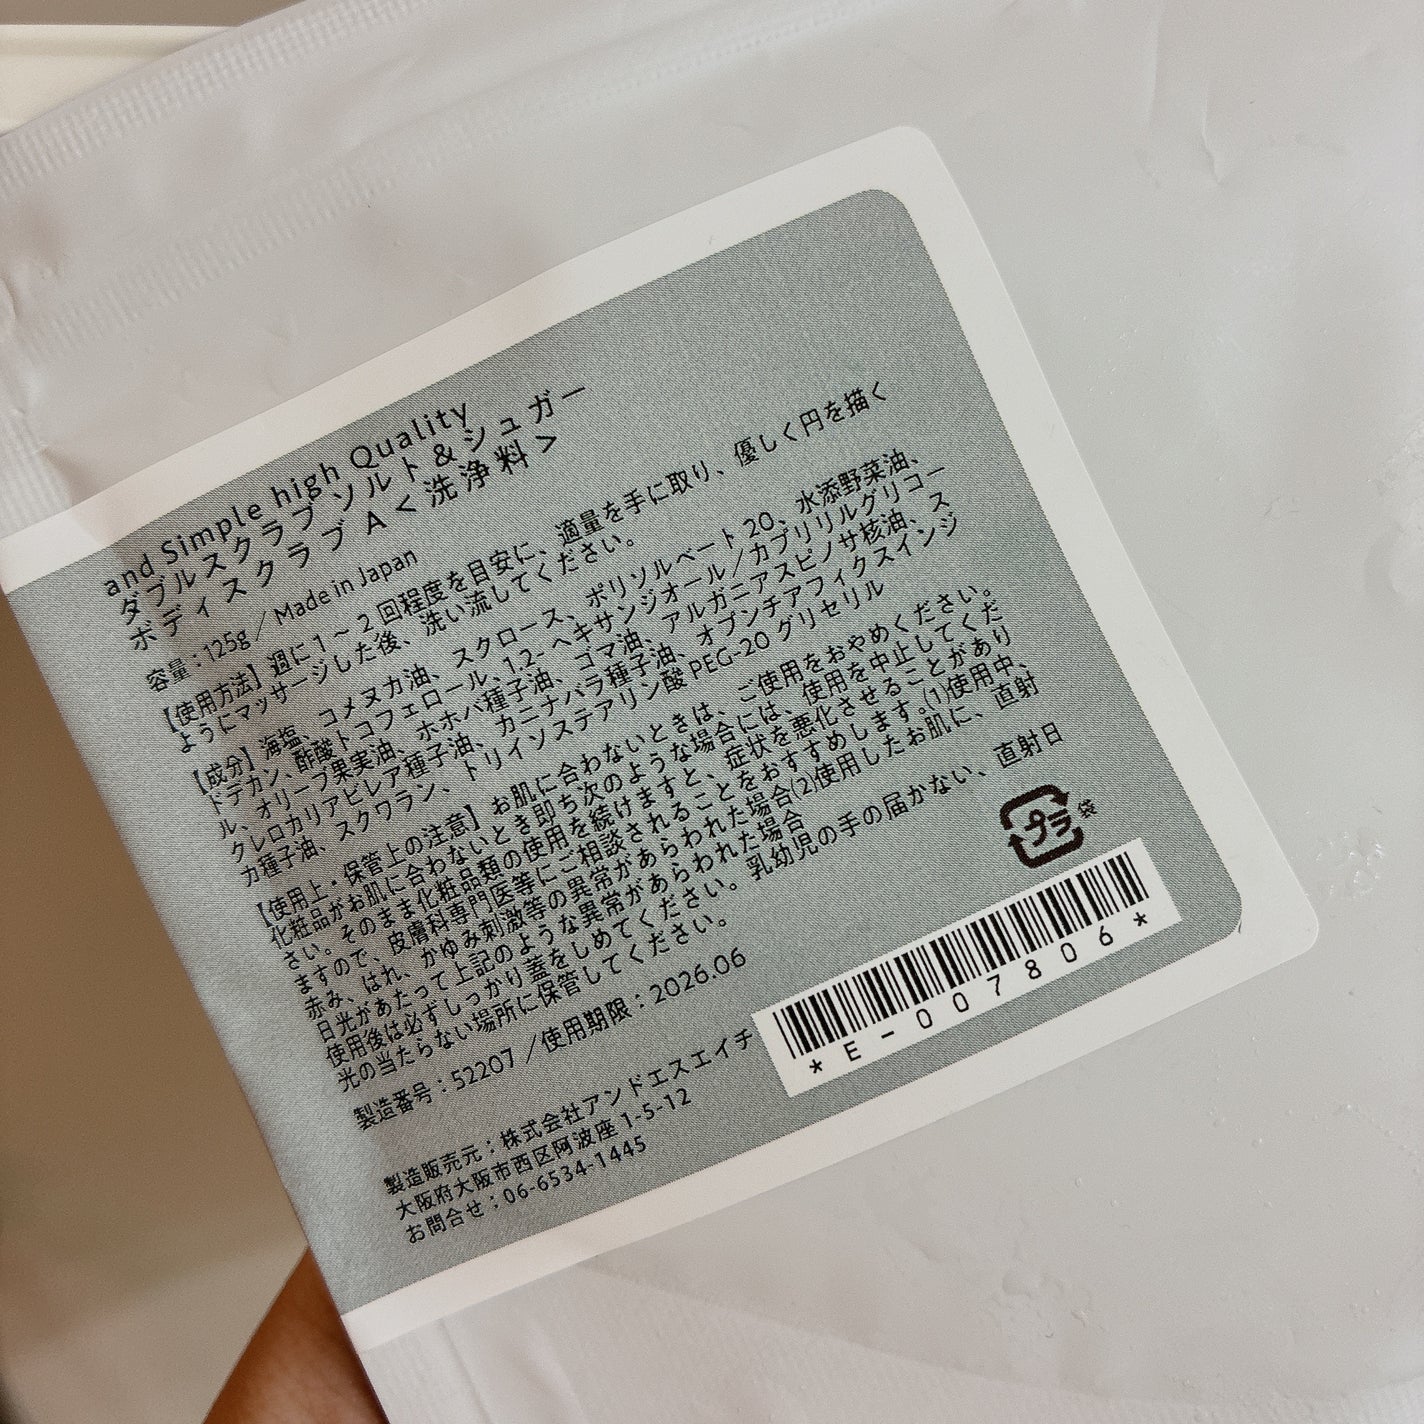 and Simple high Quality
ダブルスクラブソルト＆シュガー
ボディスクラブ A＜洗浄料＞
容量：125g / Made in Japan
【使用方法】週に1～2回程度を目安に、適量を手に取り、優しく円を描く
ようにマッサージした後、洗い流してください。
【成分】海塩、コメヌカ油、スクロース、ポリソルベート20、水添野菜油、
ドデカン、酢酸トコフェロール、1,2-ヘキサンジオール/カプリリルグリコー
ル、オリーブ果実油、ホホバ種子油、ゴマ油、アルガニアスピノサ核油、ス
クレロカリアビレア種子油、カニナバラ種子油、オプンチアフィクスインジ
カ種子油、スクワラン、トリイソステアリン酸PEG-20グリセリル
【使用上・保管上の注意】お肌に合わないときは、ご使用をおやめください。
化粧品がお肌に合わないとき即ち次のような場合には、使用を中止してくだ
さい。そのまま化粧品類の使用を続けますと、症状を悪化させることがあり
ますので、皮膚科専門医等にご相談されることをおすすめします。(1)使用中、
赤み、はれ、かゆみ刺激等の異常があらわれた場合(2)使用したお肌に、直射
日光があたって上記のような異常があらわれた場合
使用後は必ずしっかり蓋をしめてください。乳幼児の手の届かない、直射日
光の当たらない場所に保管してください。
製造番号：52207 /使用期限：2026.06
プラ
袋
*E-007806*
製造販売元：株式会社アンドエスエイチ
大阪府大阪市西区阿波座 1-5-12
お問合せ：06-6534-1445